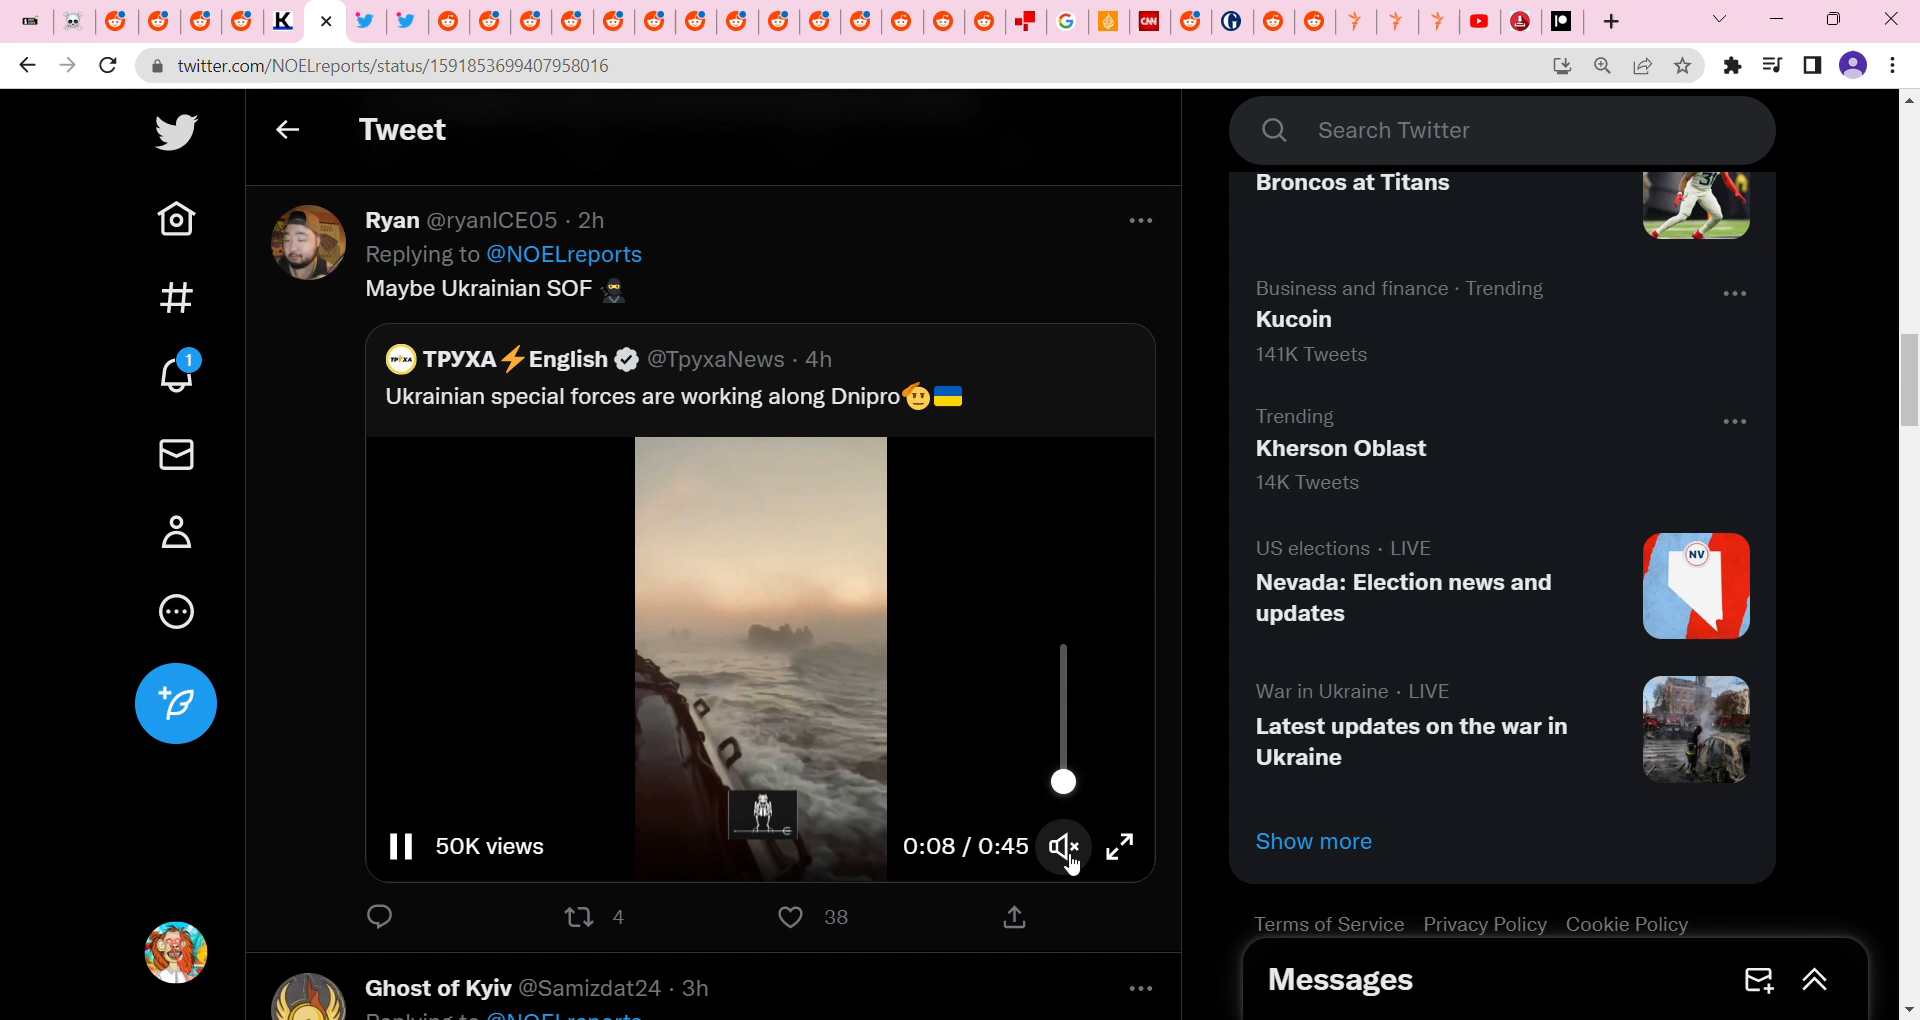 twitter.com/NOELreports/status/1591853699407958016
Tweet
Search Twitter
1
Ryan @ryanICE05 · 2h
Replying to @NOELreports
Maybe Ukrainian SOF
ТРУХА⚡English @TpyxaNews · 4h
Ukrainian special forces are working along Dnipro
50K views
0:08 / 0:45
4
38
Ghost of Kyiv @Samizdat24 · 3h
Replying to @NOELreports
Broncos at Titans
Business and finance · Trending
Kucoin
141K Tweets
Trending
Kherson Oblast
14K Tweets
US elections · LIVE
Nevada: Election news and
updates
NV
War in Ukraine · LIVE
Latest updates on the war in
Ukraine
Show more
Terms of Service Privacy Policy Cookie Policy
Messages